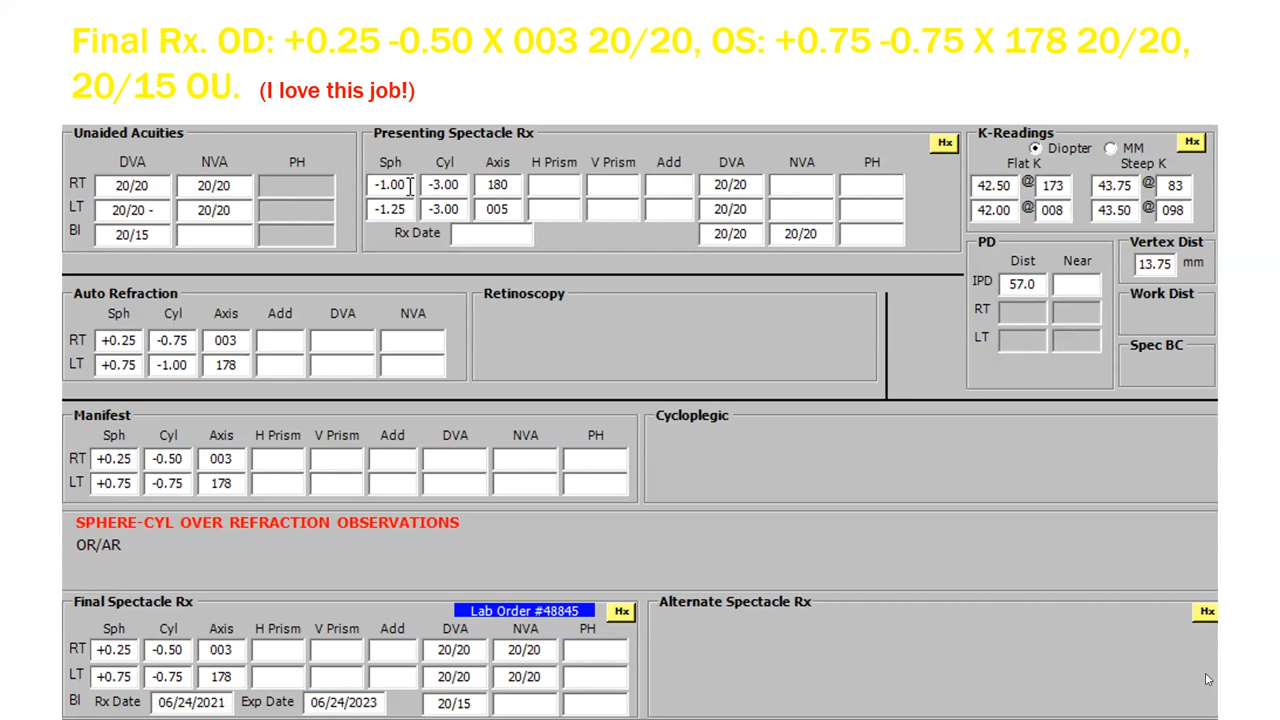 Final Rx. OD: +0.25 -0.50 X 003 20/20, OS: +0.75 -0.75 X 178 20/20,
20/15 OU. (I love this job!)
Unaided Acuities
DVA NVA PH
RT 20/20 20/20
LT 20/20 - 20/20
BI 20/15
Presenting Spectacle Rx Hx
Sph Cyl Axis H Prism V Prism Add DVA NVA PH
-1.00 -3.00 180 20/20
-1.25 -3.00 005 20/20
Rx Date 20/20 20/20
K-Readings Hx
Diopter MM
Flat K Steep K
42.50 @ 173 43.75 @ 83
42.00 @ 008 43.50 @ 098
PD
Dist Near
IPD 57.0
RT
LT
Vertex Dist
13.75 mm
Work Dist
Spec BC
Auto Refraction
Sph Cyl Axis Add DVA NVA
RT +0.25 -0.75 003
LT +0.75 -1.00 178
Retinoscopy
Manifest
Sph Cyl Axis H Prism V Prism Add DVA NVA PH
RT +0.25 -0.50 003
LT +0.75 -0.75 178
Cycloplegic
SPHERE-CYL OVER REFRACTION OBSERVATIONS
OR/AR
Final Spectacle Rx Lab Order #48845 Hx
Sph Cyl Axis H Prism V Prism Add DVA NVA PH
RT +0.25 -0.50 003 20/20 20/20
LT +0.75 -0.75 178 20/20 20/20
BI Rx Date 06/24/2021 Exp Date 06/24/2023 20/15
Alternate Spectacle Rx Hx